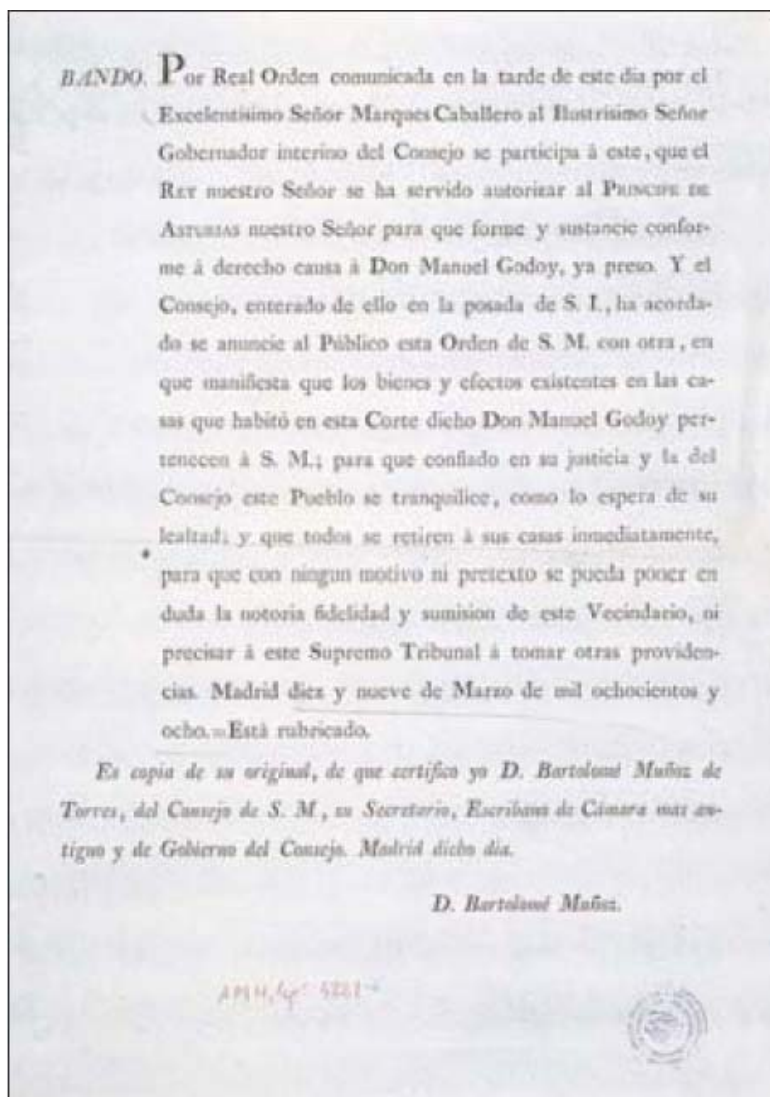 BANDO. Por Real Orden comunicada en la tarde de este dia por el
Excelentísimo Señor Marques Caballero al Ilustrísimo Señor
Gobernador interino del Consejo se participa à este, que el
REY nuestro Señor se ha servido autorizar al PRINCIPE DE
ASTURIAS nuestro Señor para que forme y sustancie confor-
me à derecho causa à Don Manuel Godoy, ya preso. Y el
Consejo, enterado de ello en la posada de S. I., ha acorda-
do se anuncie al Público esta Orden de S. M. con otra, en
que manifiesta que los bienes y efectos existentes en las ca-
sas que habitó en esta Corte dicho Don Manuel Godoy per-
tenecen à S. M.; para que confiado en su justicia y la del
Consejo este Pueblo se tranquilice, como lo espera de su
lealtad; y que todos se retiren à sus casas inmediatamente,
para que con ningun motivo ni pretexto se pueda poner en
duda la notoria fidelidad y sumision de este Vecindario, ni
precisar à este Supremo Tribunal à tomar otras providen-
cias. Madrid diez y nueve de Marzo de mil ochocientos y
ocho.=Està rubricado.
Es copia de su original, de que certifico yo D. Bartolomé Muñoz de
Torres, del Consejo de S. M, su Secretario, Escribano de Cámara mas an-
tiguo y de Gobierno del Consejo. Madrid dicho dia.
D. Bartolomé Muñoz.